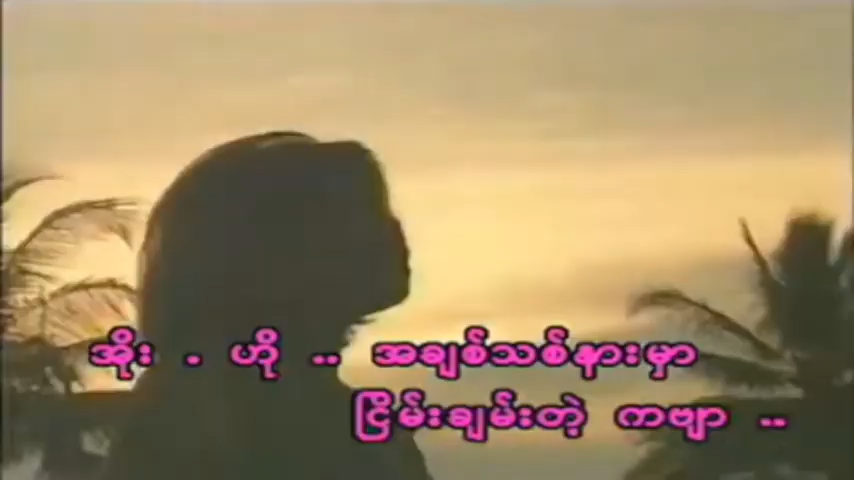 အိုး . ဟို .. အချစ်သစ်နားမှာ
ငြိမ်းချမ်းတဲ့ ကဗျာ ..